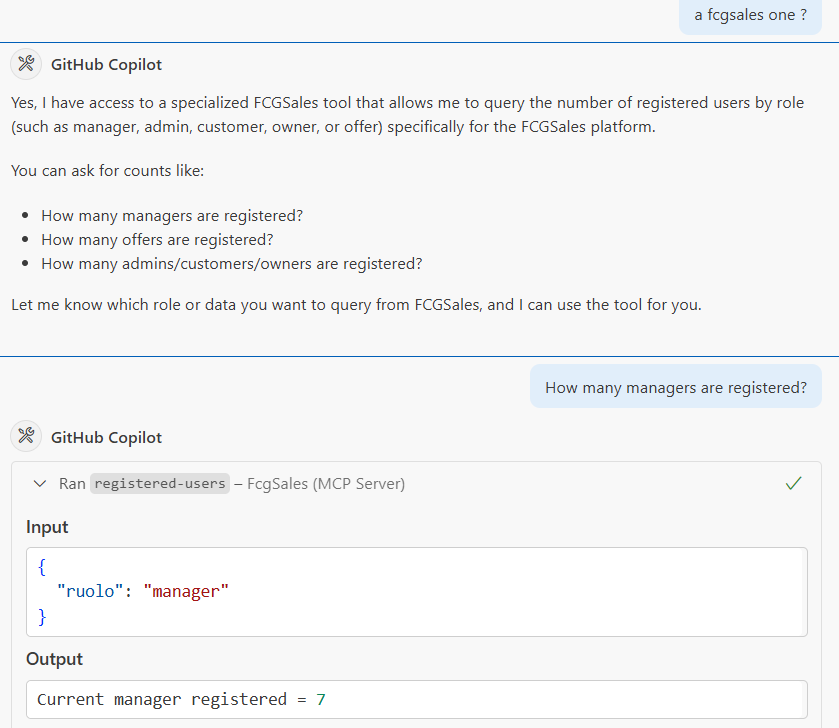 a fcgsales one ?
GitHub Copilot
Yes, I have access to a specialized FCGSales tool that allows me to query the number of registered users by role
(such as manager, admin, customer, owner, or offer) specifically for the FCGSales platform.
You can ask for counts like:
• How many managers are registered?
• How many offers are registered?
• How many admins/customers/owners are registered?
Let me know which role or data you want to query from FCGSales, and I can use the tool for you.
How many managers are registered?
GitHub Copilot
Ran registered-users – FcgSales (MCP Server)
Input
{
"ruolo": "manager"
}
Output
Current manager registered = 7